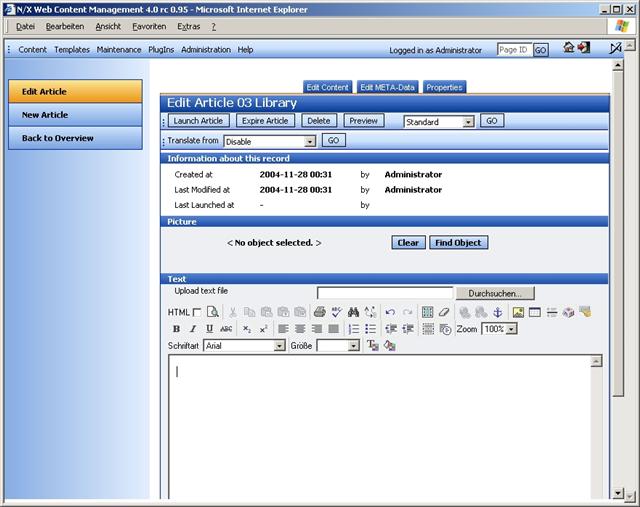 N/X Web Content Management 4.0 rc 0.95 - Microsoft Internet Explorer
Datei Bearbeiten Ansicht Favoriten Extras ?
Content Templates Maintenance PlugIns Administration Help Logged in as Administrator Page ID GO
Edit Article
New Article
Back to Overview
Edit Content Edit META-Data Properties
Edit Article 03 Library
Launch Article Expire Article Delete Preview Standard GO
Translate from Disable GO
Information about this record
Created at 2004-11-28 00:31 by Administrator
Last Modified at 2004-11-28 00:31 by Administrator
Last Launched at - by
Picture
< No object selected. > Clear Find Object
Text
Upload text file Durchsuchen...
HTML
B I U ABC x₂ x² Zoom 100%
Schriftart Arial Größe